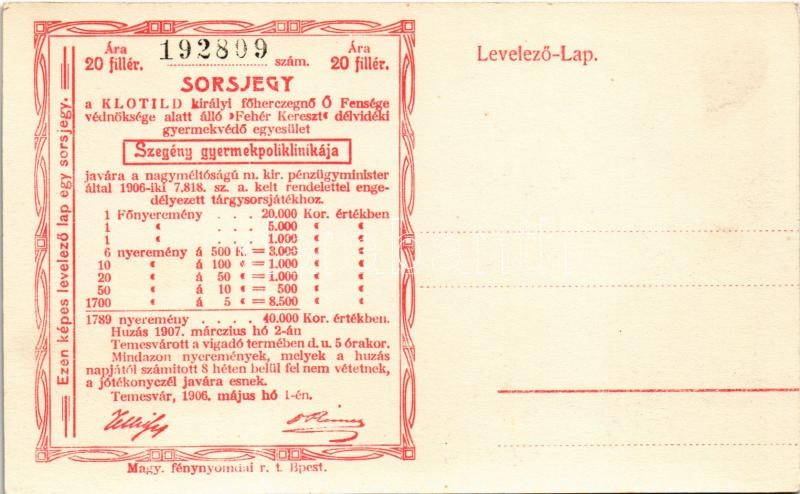 Ára 192809 szám. Ára
20 fillér. 20 fillér.
SORSJEGY
a KLOTILD királyi főherczegnő Ő Fensége
védnöksége alatt álló »Fehér Kereszt« délvidéki
gyermekvédő egyesület
Szegény gyermekpoliklinikája
javára a nagyméltóságú m. kir. pénzügyminister
által 1906-iki 7.818. sz. a. kelt rendelettel enge-
délyezett tárgysorsjátékhoz.
1 Főnyeremény . . . 20.000 Kor. értékben
1 « . . . 5.000 « «
1 « . . . 1.000 « «
6 nyeremény á 500 K. = 3.000 « «
10 « á 100 « = 1.000 « «
20 « á 50 « = 1.000 « «
50 « á 10 « = 500 « «
1700 « á 5 « = 8.500 « «
1789 nyeremény . . . . 40.000 Kor. értékben.
Huzás 1907. márczius hó 2-án
Temesvárott a vigadó termében d. u. 5 órakor.
Mindazon nyeremények, melyek a huzás
napjától számitott 8 héten belül fel nem vétetnek,
a jótékonyczél javára esnek.
Temesvár, 1906. május hó 1-én.
Magy. fénynyomdai r. t. Bpest.
Ezen képes levelező lap egy sorsjegy.
Levelező-Lap.